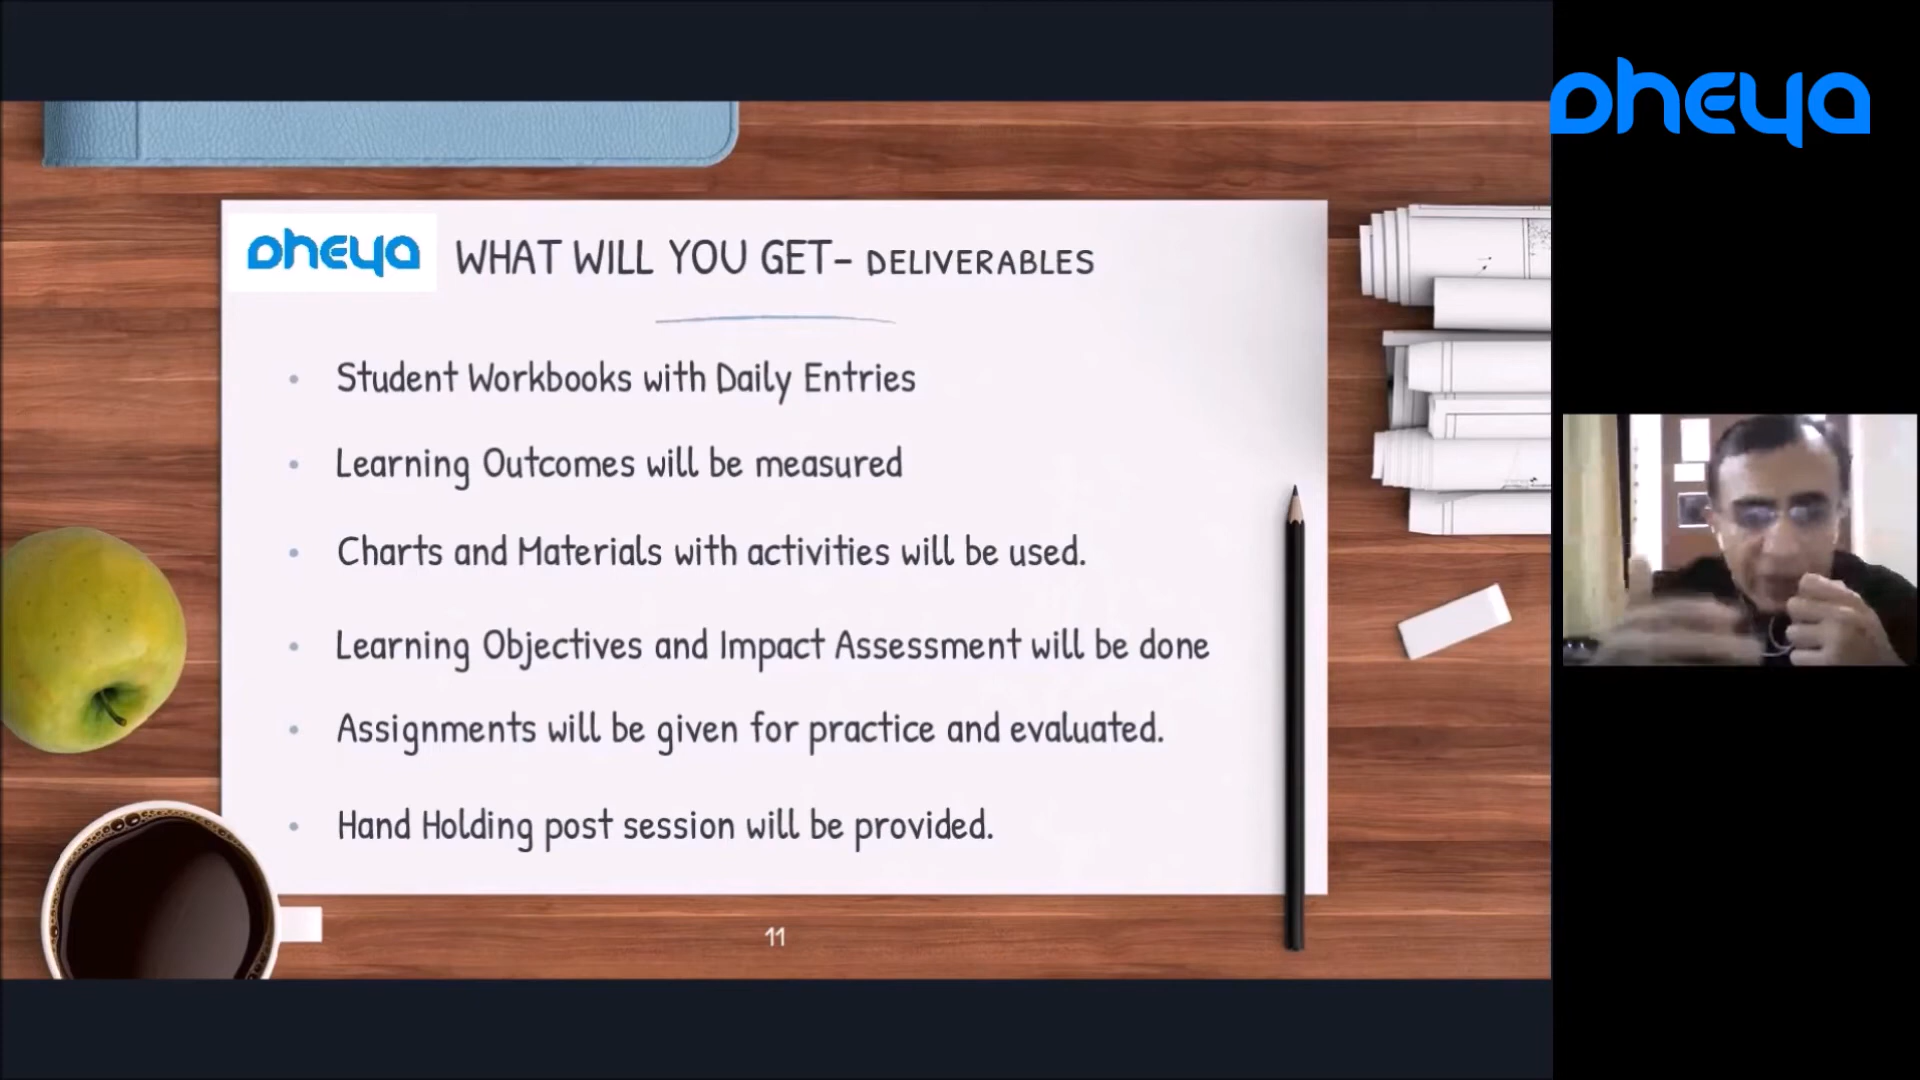 Dheya
Dheya
WHAT WILL YOU GET- DELIVERABLES
• Student Workbooks with Daily Entries
• Learning Outcomes will be measured
• Charts and Materials with activities will be used.
• Learning Objectives and Impact Assessment will be done
• Assignments will be given for practice and evaluated.
• Hand Holding post session will be provided.
11